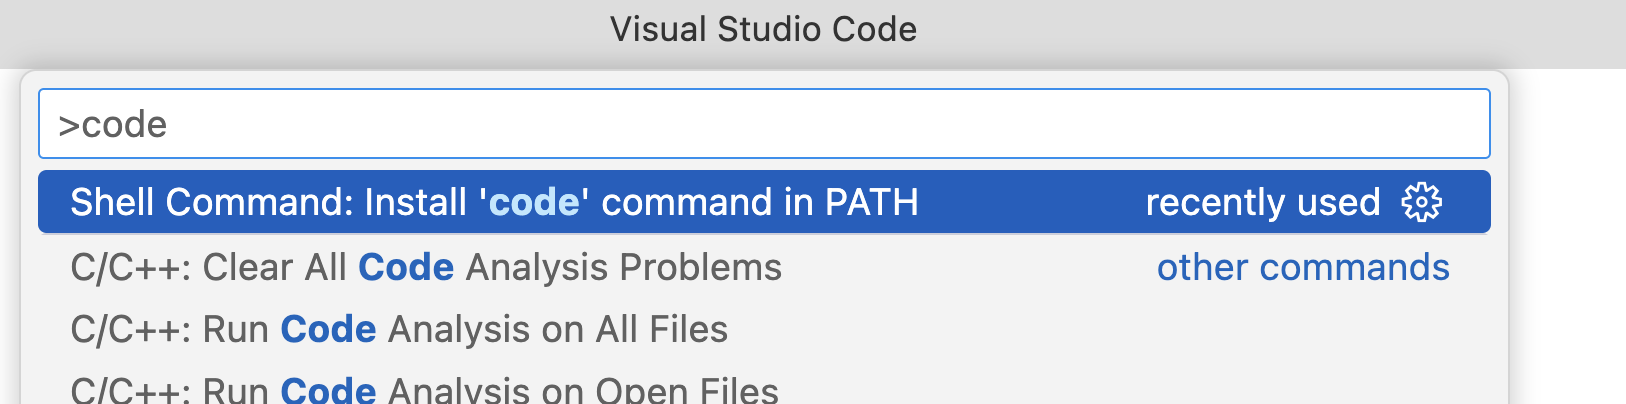 Visual Studio Code
>code
Shell Command: Install 'code' command in PATH recently used
C/C++: Clear All Code Analysis Problems other commands
C/C++: Run Code Analysis on All Files
C/C++: Run Code Analysis on Open Files